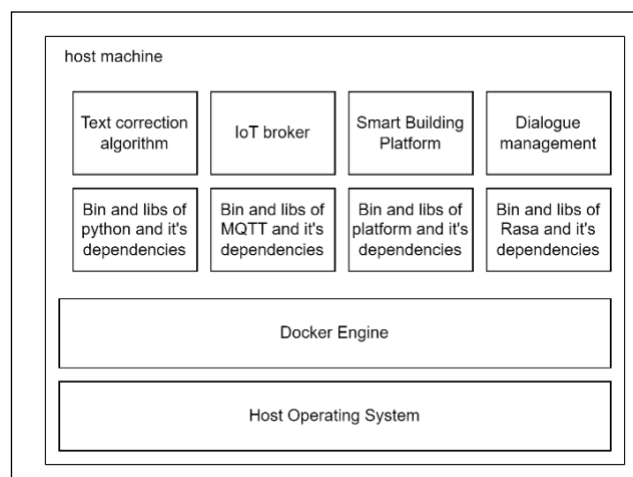 host machine
Text correction
algorithm
IoT broker
Smart Building
Platform
Dialogue
management
Bin and libs of
python and it's
dependencies
Bin and libs of
MQTT and it's
dependencies
Bin and libs of
platform and it's
dependencies
Bin and libs of
Rasa and it's
dependencies
Docker Engine
Host Operating System